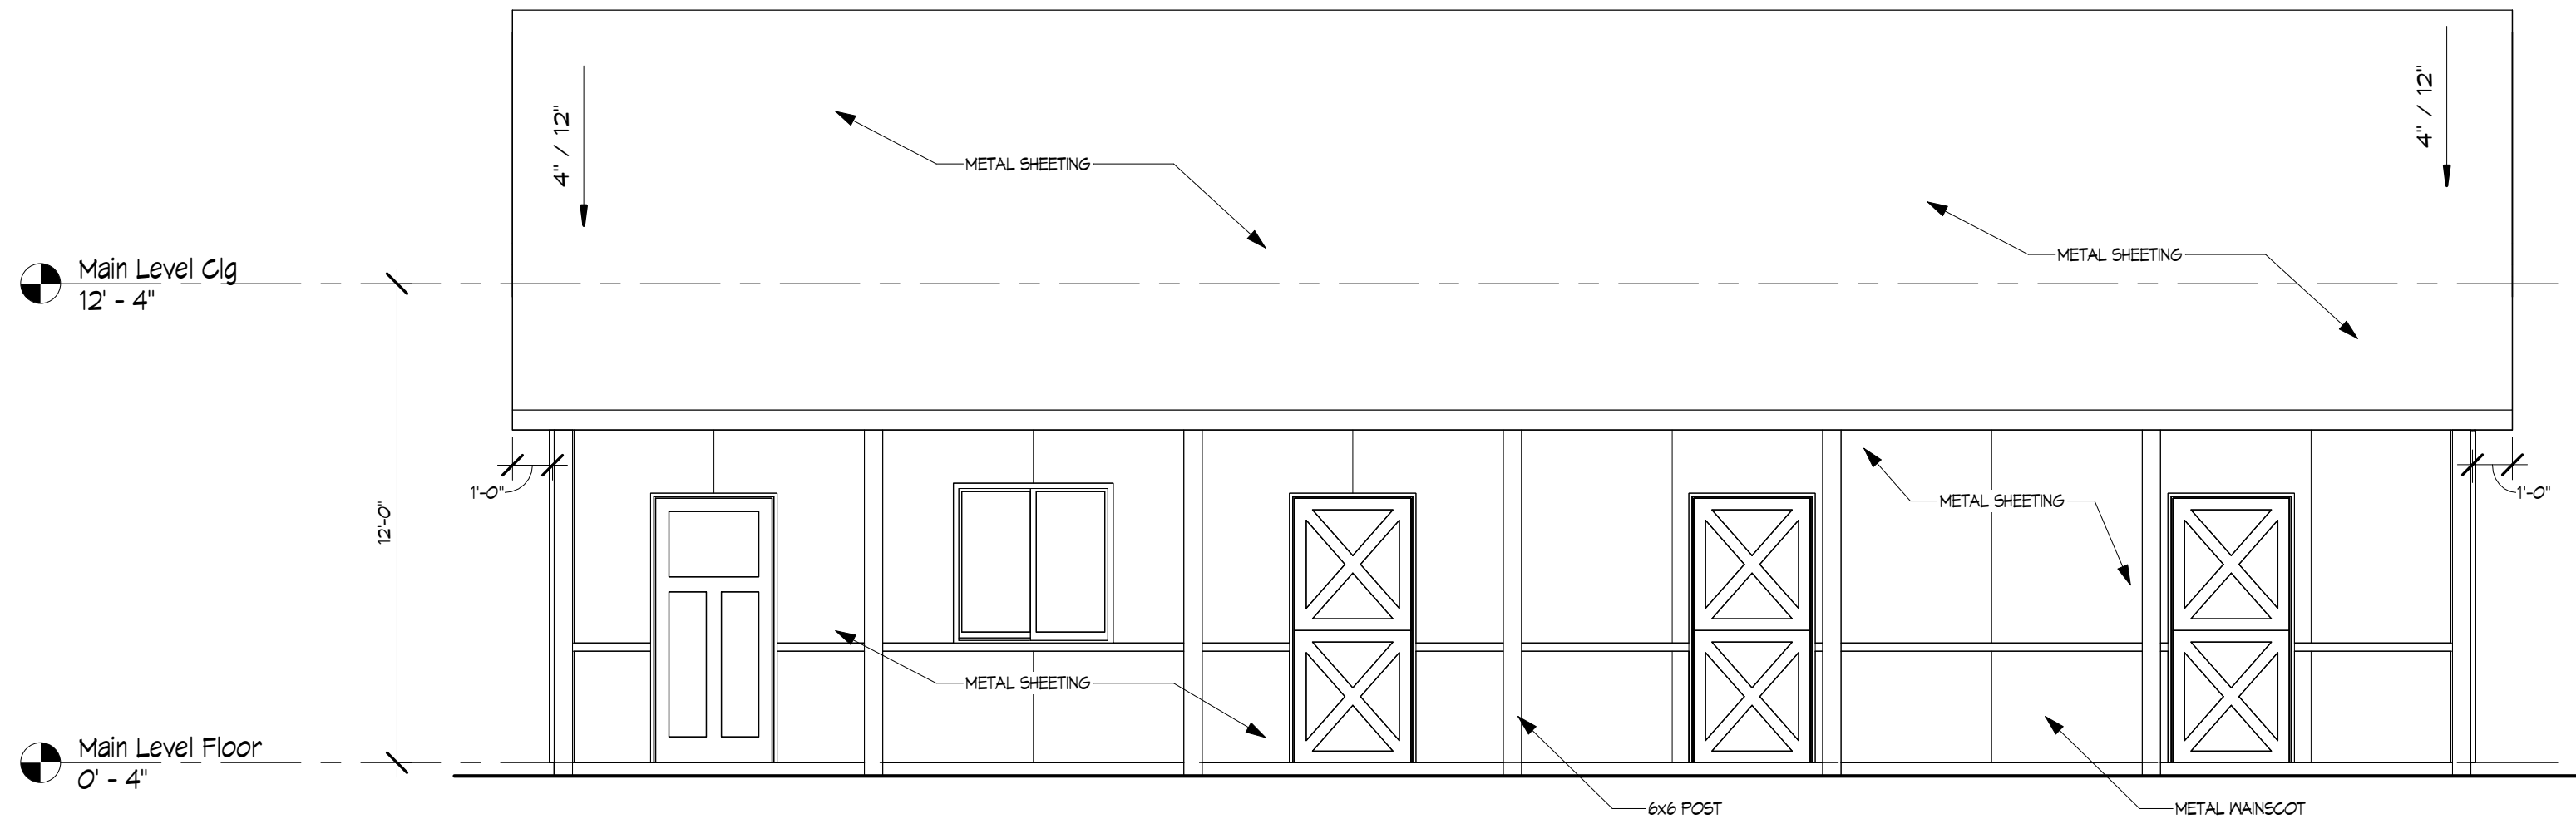 4" / 12"
4" / 12"
METAL SHEETING
METAL SHEETING
Main Level Clg
12' - 4"
1'-0"
1'-0"
METAL SHEETING
12'-0"
METAL SHEETING
Main Level Floor
0' - 4"
6x6 POST
METAL WAINSCOT